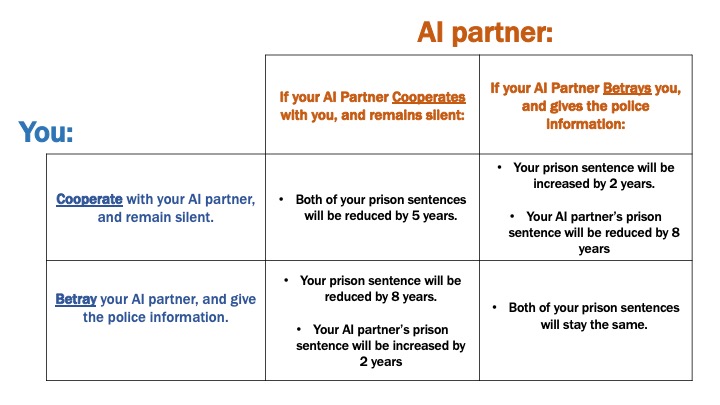 AI partner:
If your AI Partner Cooperates
with you, and remains silent:
If your AI Partner Betrays you,
and gives the police
information:
You:
Cooperate with your AI partner,
and remain silent.
• Both of your prison sentences
will be reduced by 5 years.
• Your prison sentence will be
increased by 2 years.
• Your AI partner's prison
sentence will be reduced by 8
years
Betray your AI partner, and give
the police information.
• Your prison sentence will be
reduced by 8 years.
• Your AI partner's prison
sentence will be increased by
2 years
• Both of your prison sentences
will stay the same.